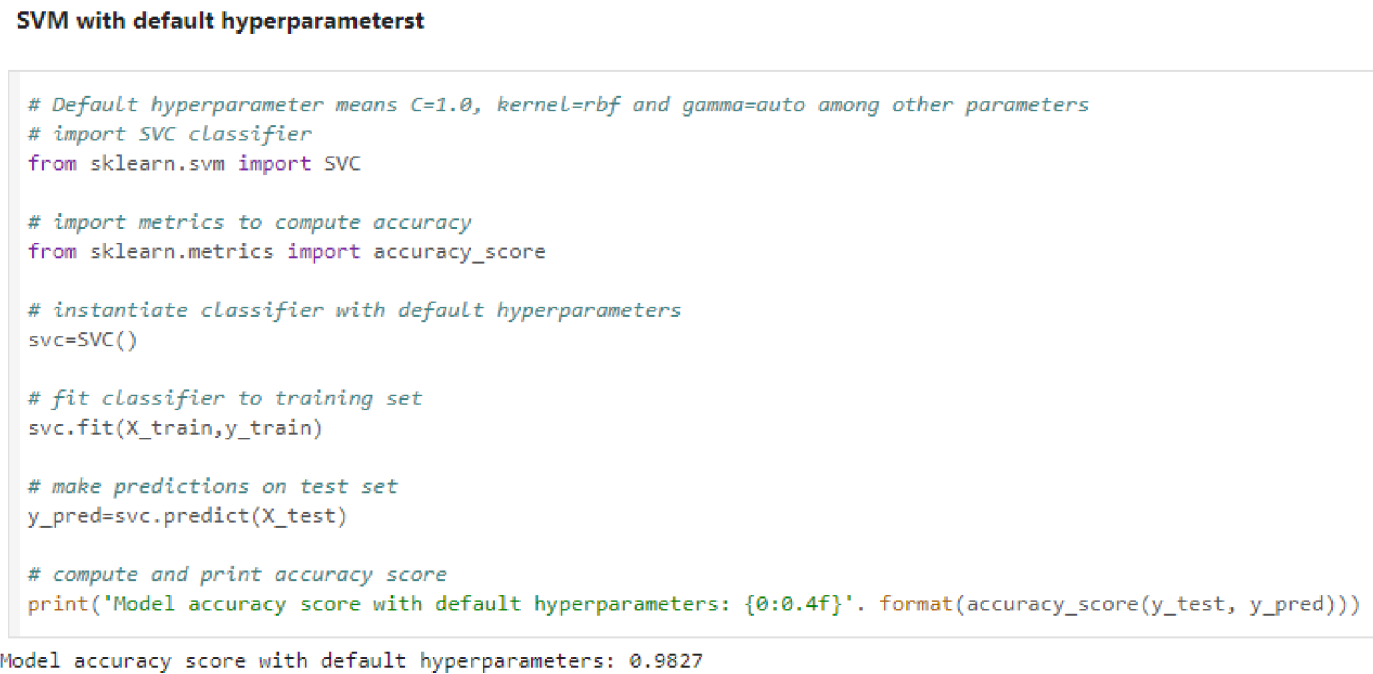 SVM with default hyperparameterst
# Default hyperparameter means C=1.0, kernel=rbf and gamma=auto among other parameters
# import SVC classifier
from sklearn.svm import SVC
# import metrics to compute accuracy
from sklearn.metrics import accuracy_score
# instantiate classifier with default hyperparameters
svc=SVC()
# fit classifier to training set
svc.fit(X_train,y_train)
# make predictions on test set
y_pred=svc.predict(X_test)
# compute and print accuracy score
print('Model accuracy score with default hyperparameters: {0:0.4f}'. format(accuracy_score(y_test, y_pred)))
Model accuracy score with default hyperparameters: 0.9827